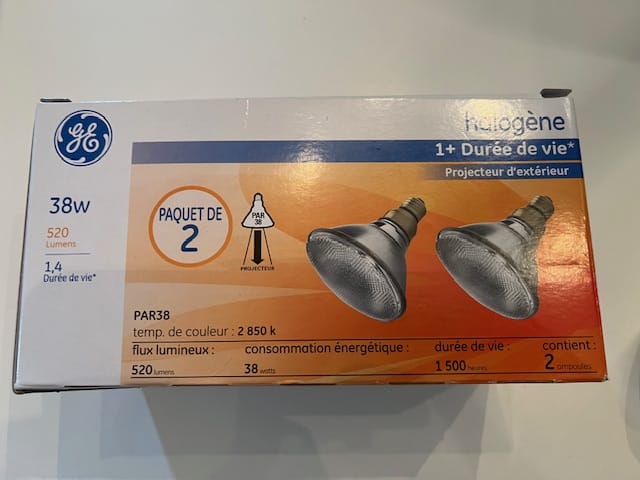 GE
halogène
1+ Durée de vie*
Projecteur d'extérieur
38w
520
Lumens
1,4
Durée de vie*
PAQUET DE
2
PAR
38
PROJECTEUR
PAR38
temp. de couleur : 2 850 k
flux lumineux : consommation énergétique : durée de vie : contient :
520 lumens 38 watts 1 500 heures 2 ampoules